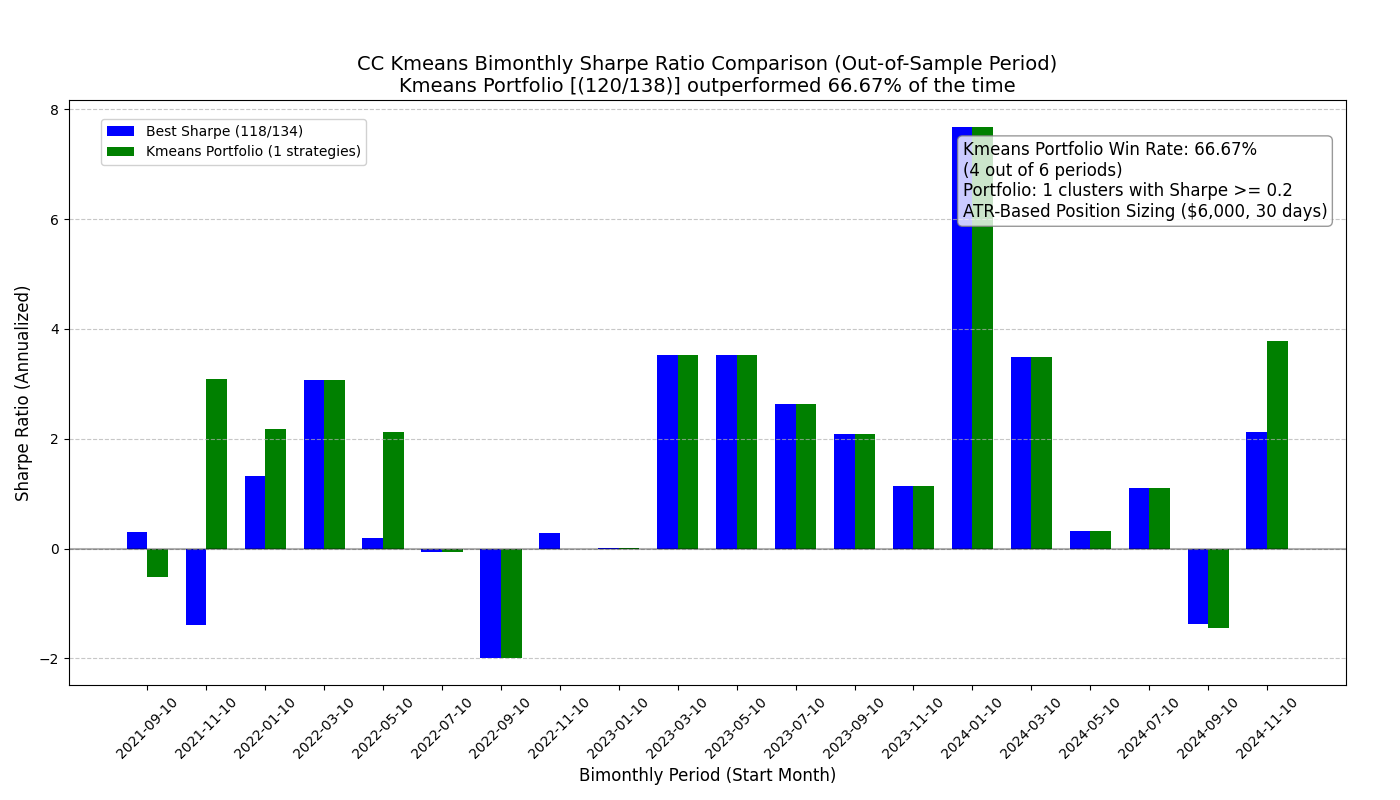 CC Kmeans Bimonthly Sharpe Ratio Comparison (Out-of-Sample Period)
Kmeans Portfolio [(120/138)] outperformed 66.67% of the time
Best Sharpe (118/134)
Kmeans Portfolio (1 strategies)
Kmeans Portfolio Win Rate: 66.67%
(4 out of 6 periods)
Portfolio: 1 clusters with Sharpe >= 0.2
ATR-Based Position Sizing ($6,000, 30 days)
Sharpe Ratio (Annualized)
8
6
4
2
0
−2
2021-09-10
2021-11-10
2022-01-10
2022-03-10
2022-05-10
2022-07-10
2022-09-10
2022-11-10
2023-01-10
2023-03-10
2023-05-10
2023-07-10
2023-09-10
2023-11-10
2024-01-10
2024-03-10
2024-05-10
2024-07-10
2024-09-10
2024-11-10
Bimonthly Period (Start Month)